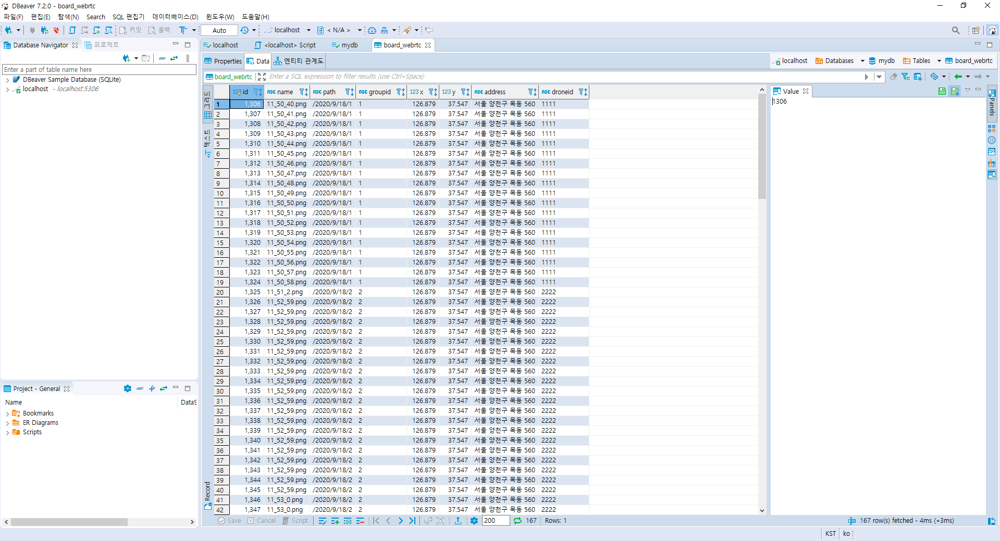 DBeaver 7.2.0 - board_webrtc
파일(F) 편집(E) 탐색(N) Search SQL 편집기 데이터베이스(D) 윈도우(W) 도움말(H)
커밋 롤백 Auto localhost < N/A >
Database Navigator 프로젝트
Enter a part of table name here
DBeaver Sample Database (SQLite)
localhost - localhost:5306
Project - General
Name DataS
Bookmarks
ER Diagrams
Scripts
localhost <localhost> Script mydb board_webrtc
Properties Data 엔티티 관계도
localhost Databases mydb Tables board_webrtc
board_webrtc Enter a SQL expression to filter results (use Ctrl+Space)
그리드
텍스트
Record
123 id ABC name ABC path ABC groupid 123 x 123 y ABC address ABC droneid
1 1,306 11_50_40.png /2020/9/18/1 1 126.879 37.547 서울 양천구 목동 560 1111
2 1,307 11_50_41.png /2020/9/18/1 1 126.879 37.547 서울 양천구 목동 560 1111
3 1,308 11_50_42.png /2020/9/18/1 1 126.879 37.547 서울 양천구 목동 560 1111
4 1,309 11_50_43.png /2020/9/18/1 1 126.879 37.547 서울 양천구 목동 560 1111
5 1,310 11_50_44.png /2020/9/18/1 1 126.879 37.547 서울 양천구 목동 560 1111
6 1,311 11_50_45.png /2020/9/18/1 1 126.879 37.547 서울 양천구 목동 560 1111
7 1,312 11_50_46.png /2020/9/18/1 1 126.879 37.547 서울 양천구 목동 560 1111
8 1,313 11_50_47.png /2020/9/18/1 1 126.879 37.547 서울 양천구 목동 560 1111
9 1,314 11_50_48.png /2020/9/18/1 1 126.879 37.547 서울 양천구 목동 560 1111
10 1,315 11_50_49.png /2020/9/18/1 1 126.879 37.547 서울 양천구 목동 560 1111
11 1,316 11_50_50.png /2020/9/18/1 1 126.879 37.547 서울 양천구 목동 560 1111
12 1,317 11_50_51.png /2020/9/18/1 1 126.879 37.547 서울 양천구 목동 560 1111
13 1,318 11_50_52.png /2020/9/18/1 1 126.879 37.547 서울 양천구 목동 560 1111
14 1,319 11_50_53.png /2020/9/18/1 1 126.879 37.547 서울 양천구 목동 560 1111
15 1,320 11_50_54.png /2020/9/18/1 1 126.879 37.547 서울 양천구 목동 560 1111
16 1,321 11_50_55.png /2020/9/18/1 1 126.879 37.547 서울 양천구 목동 560 1111
17 1,322 11_50_56.png /2020/9/18/1 1 126.879 37.547 서울 양천구 목동 560 1111
18 1,323 11_50_57.png /2020/9/18/1 1 126.879 37.547 서울 양천구 목동 560 1111
19 1,324 11_50_58.png /2020/9/18/1 1 126.879 37.547 서울 양천구 목동 560 1111
20 1,325 11_51_2.png /2020/9/18/2 2 126.879 37.547 서울 양천구 목동 560 2222
21 1,326 11_52_59.png /2020/9/18/2 2 126.879 37.547 서울 양천구 목동 560 2222
22 1,327 11_52_59.png /2020/9/18/2 2 126.879 37.547 서울 양천구 목동 560 2222
23 1,328 11_52_59.png /2020/9/18/2 2 126.879 37.547 서울 양천구 목동 560 2222
24 1,329 11_52_59.png /2020/9/18/2 2 126.879 37.547 서울 양천구 목동 560 2222
25 1,330 11_52_59.png /2020/9/18/2 2 126.879 37.547 서울 양천구 목동 560 2222
26 1,331 11_52_59.png /2020/9/18/2 2 126.879 37.547 서울 양천구 목동 560 2222
27 1,332 11_52_59.png /2020/9/18/2 2 126.879 37.547 서울 양천구 목동 560 2222
28 1,333 11_52_59.png /2020/9/18/2 2 126.879 37.547 서울 양천구 목동 560 2222
29 1,334 11_52_59.png /2020/9/18/2 2 126.879 37.547 서울 양천구 목동 560 2222
30 1,335 11_52_59.png /2020/9/18/2 2 126.879 37.547 서울 양천구 목동 560 2222
31 1,336 11_52_59.png /2020/9/18/2 2 126.879 37.547 서울 양천구 목동 560 2222
32 1,337 11_52_59.png /2020/9/18/2 2 126.879 37.547 서울 양천구 목동 560 2222
33 1,338 11_52_59.png /2020/9/18/2 2 126.879 37.547 서울 양천구 목동 560 2222
34 1,339 11_52_59.png /2020/9/18/2 2 126.879 37.547 서울 양천구 목동 560 2222
35 1,340 11_52_59.png /2020/9/18/2 2 126.879 37.547 서울 양천구 목동 560 2222
36 1,341 11_52_59.png /2020/9/18/2 2 126.879 37.547 서울 양천구 목동 560 2222
37 1,342 11_52_59.png /2020/9/18/2 2 126.879 37.547 서울 양천구 목동 560 2222
38 1,343 11_52_59.png /2020/9/18/2 2 126.879 37.547 서울 양천구 목동 560 2222
39 1,344 11_52_59.png /2020/9/18/2 2 126.879 37.547 서울 양천구 목동 560 2222
40 1,345 11_52_59.png /2020/9/18/2 2 126.879 37.547 서울 양천구 목동 560 2222
41 1,346 11_53_0.png /2020/9/18/2 2 126.879 37.547 서울 양천구 목동 560 2222
42 1,347 11_53_0.png /2020/9/18/2 2 126.879 37.547 서울 양천구 목동 560 2222
Value
1306
Panels
Save Cancel Script 200 167 Rows: 1
167 row(s) fetched - 4ms (+3ms)
KST ko